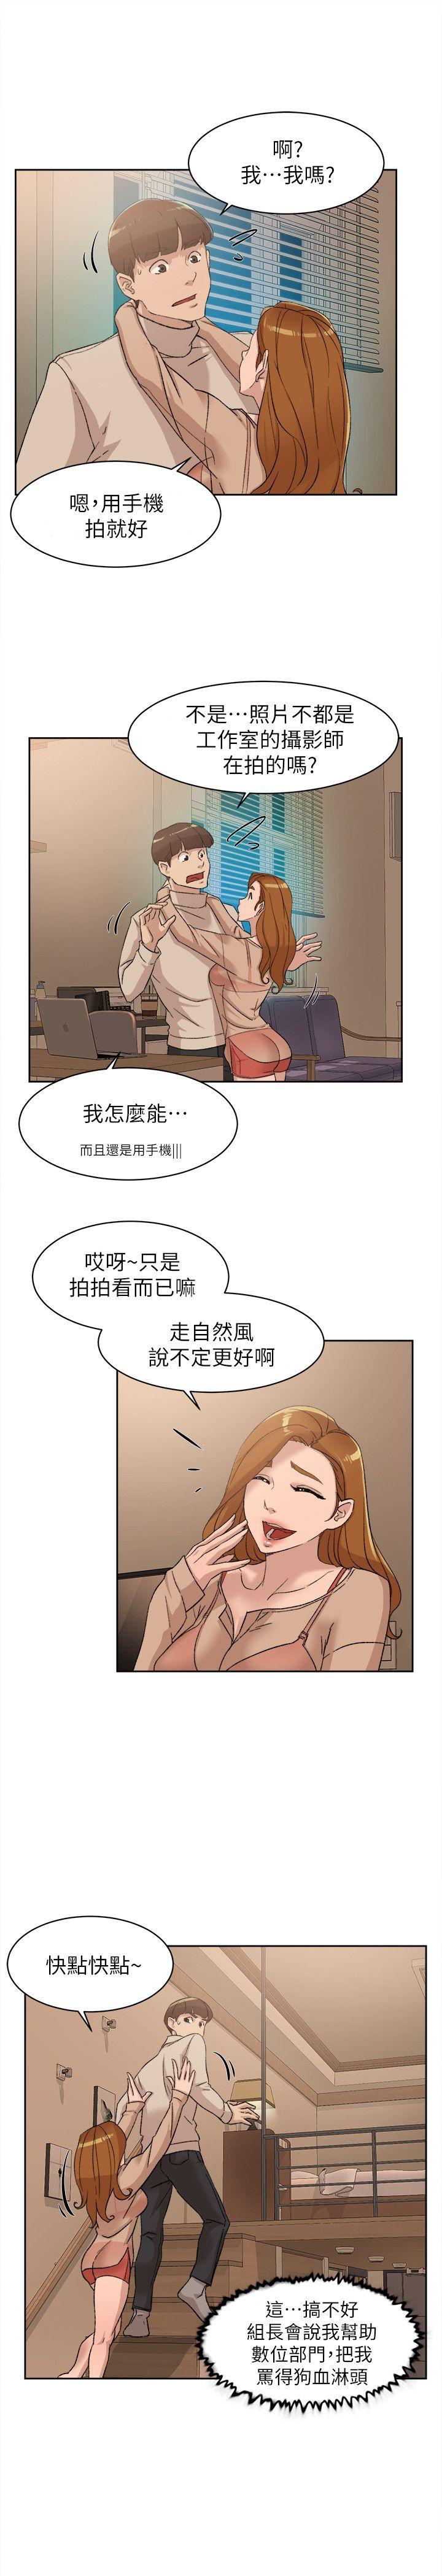 啊?
我⋯我嗎?
嗯,用手機
拍就好
不是⋯照片不都是
工作室的攝影師
在拍的嗎?
我怎麼能⋯
而且還是用手機|||
哎呀~只是
拍拍看而已嘛
走自然風
說不定更好啊
快點快點~
這⋯搞不好
組長會說我幫助
數位部門,把我
罵得狗血淋頭